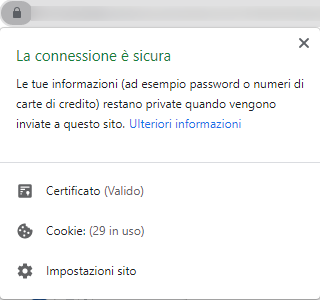 La connessione è sicura
Le tue informazioni (ad esempio password o numeri di
carte di credito) restano private quando vengono
inviate a questo sito. Ulteriori informazioni
Certificato (Valido)
Cookie: (29 in uso)
Impostazioni sito